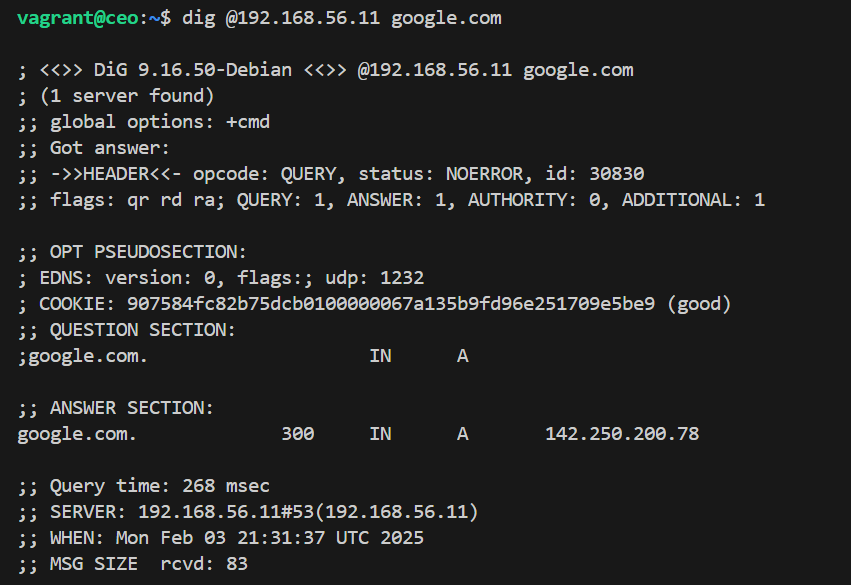 vagrant@ceo:~$ dig @192.168.56.11 google.com
; <<>> DiG 9.16.50-Debian <<>> @192.168.56.11 google.com
; (1 server found)
;; global options: +cmd
;; Got answer:
;; ->>HEADER<<- opcode: QUERY, status: NOERROR, id: 30830
;; flags: qr rd ra; QUERY: 1, ANSWER: 1, AUTHORITY: 0, ADDITIONAL: 1
;; OPT PSEUDOSECTION:
; EDNS: version: 0, flags:; udp: 1232
; COOKIE: 907584fc82b75dcb0100000067a135b9fd96e251709e5be9 (good)
;; QUESTION SECTION:
;google.com. IN A
;; ANSWER SECTION:
google.com. 300 IN A 142.250.200.78
;; Query time: 268 msec
;; SERVER: 192.168.56.11#53(192.168.56.11)
;; WHEN: Mon Feb 03 21:31:37 UTC 2025
;; MSG SIZE rcvd: 83